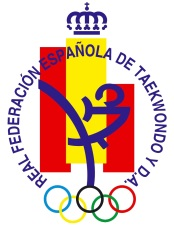 REAL FEDERACIÓN ESPAÑOLA DE TAEKWONDO Y D.A.